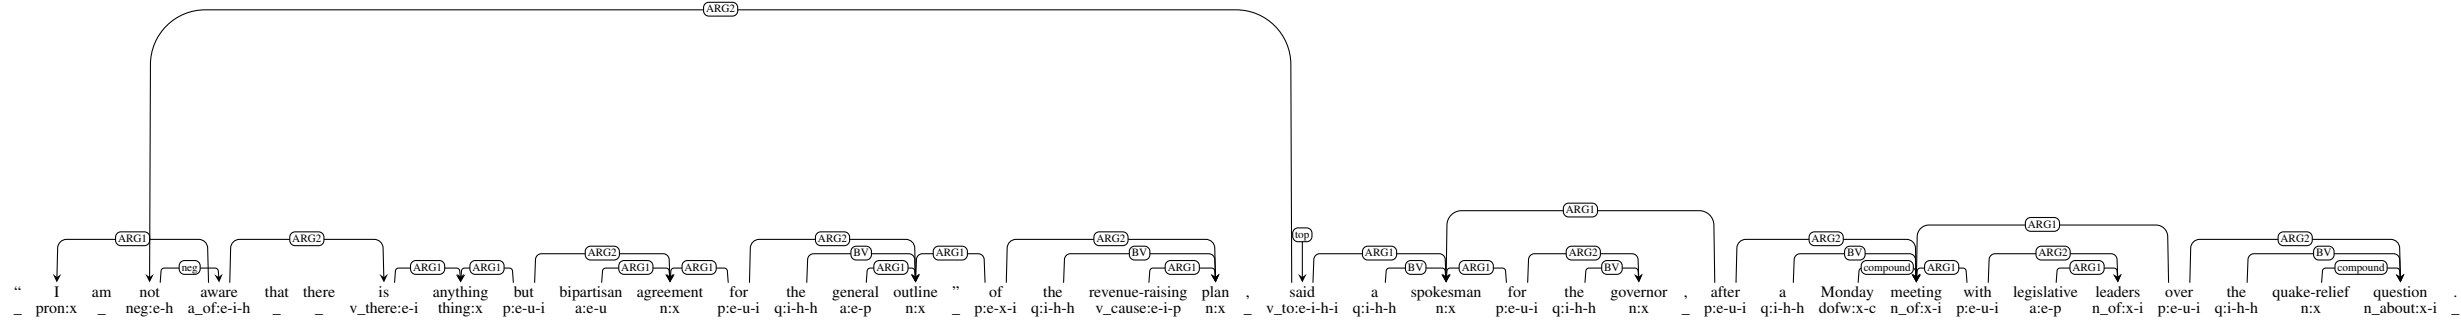 ARG2
top
ARG1 ARG2 ARG2 ARG2 ARG2 ARG1 ARG2 ARG1 ARG2
neg ARG1 ARG1 ARG2 ARG1 ARG1 BV ARG1 ARG1 BV ARG1 ARG1 BV ARG1 ARG2 BV ARG1 BV compound ARG1 ARG2 ARG1 BV compound
“ I am not aware that there is anything but bipartisan agreement for the general outline ” of the revenue-raising plan , said a spokesman for the governor , after a Monday meeting with legislative leaders over the quake-relief question .
_ pron:x _ neg:e-h a_of:e-i-h _ _ v_there:e-i thing:x p:e-u-i a:e-u n:x p:e-u-i q:i-h-h a:e-p n:x _ p:e-x-i q:i-h-h v_cause:e-i-p n:x _ v_to:e-i-h-i q:i-h-h n:x p:e-u-i q:i-h-h n:x _ p:e-u-i q:i-h-h dofw:x-c n_of:x-i p:e-u-i a:e-p n_of:x-i p:e-u-i q:i-h-h n:x n_about:x-i _